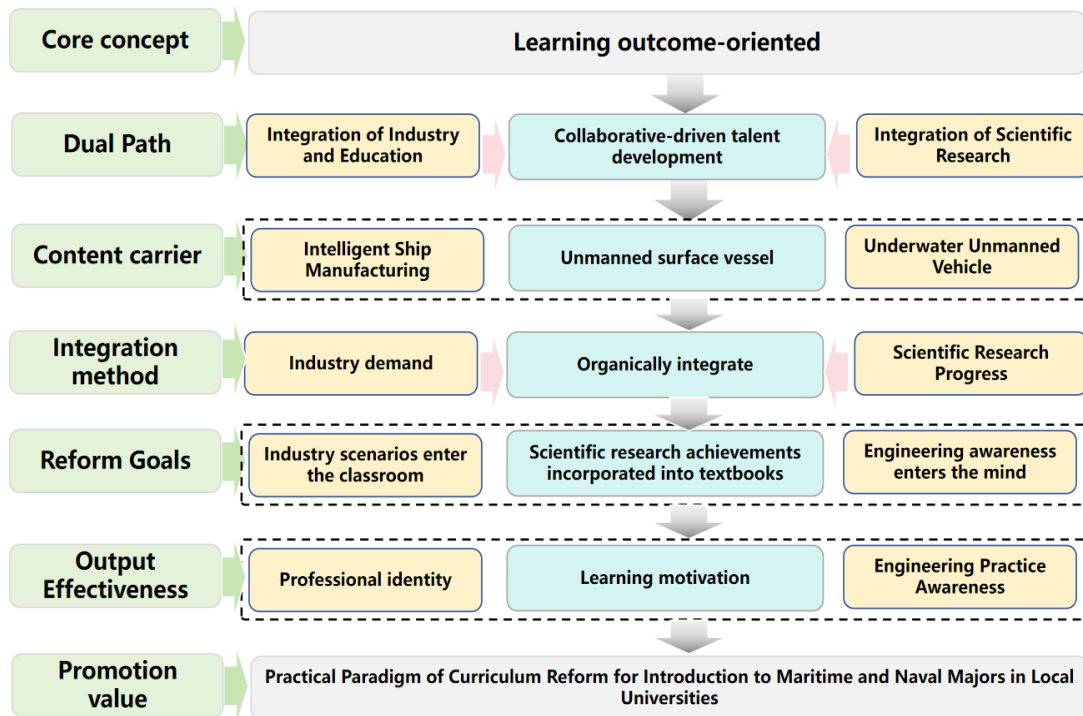 Core concept
Learning outcome-oriented
Dual Path
Integration of Industry
and Education
Collaborative-driven talent
development
Integration of Scientific
Research
Content carrier
Intelligent Ship
Manufacturing
Unmanned surface vessel
Underwater Unmanned
Vehicle
Integration
method
Industry demand
Organically integrate
Scientific Research
Progress
Reform Goals
Industry scenarios enter
the classroom
Scientific research achievements
incorporated into textbooks
Engineering awareness
enters the mind
Output
Effectiveness
Professional identity
Learning motivation
Engineering Practice
Awareness
Promotion
value
Practical Paradigm of Curriculum Reform for Introduction to Maritime and Naval Majors in Local
Universities